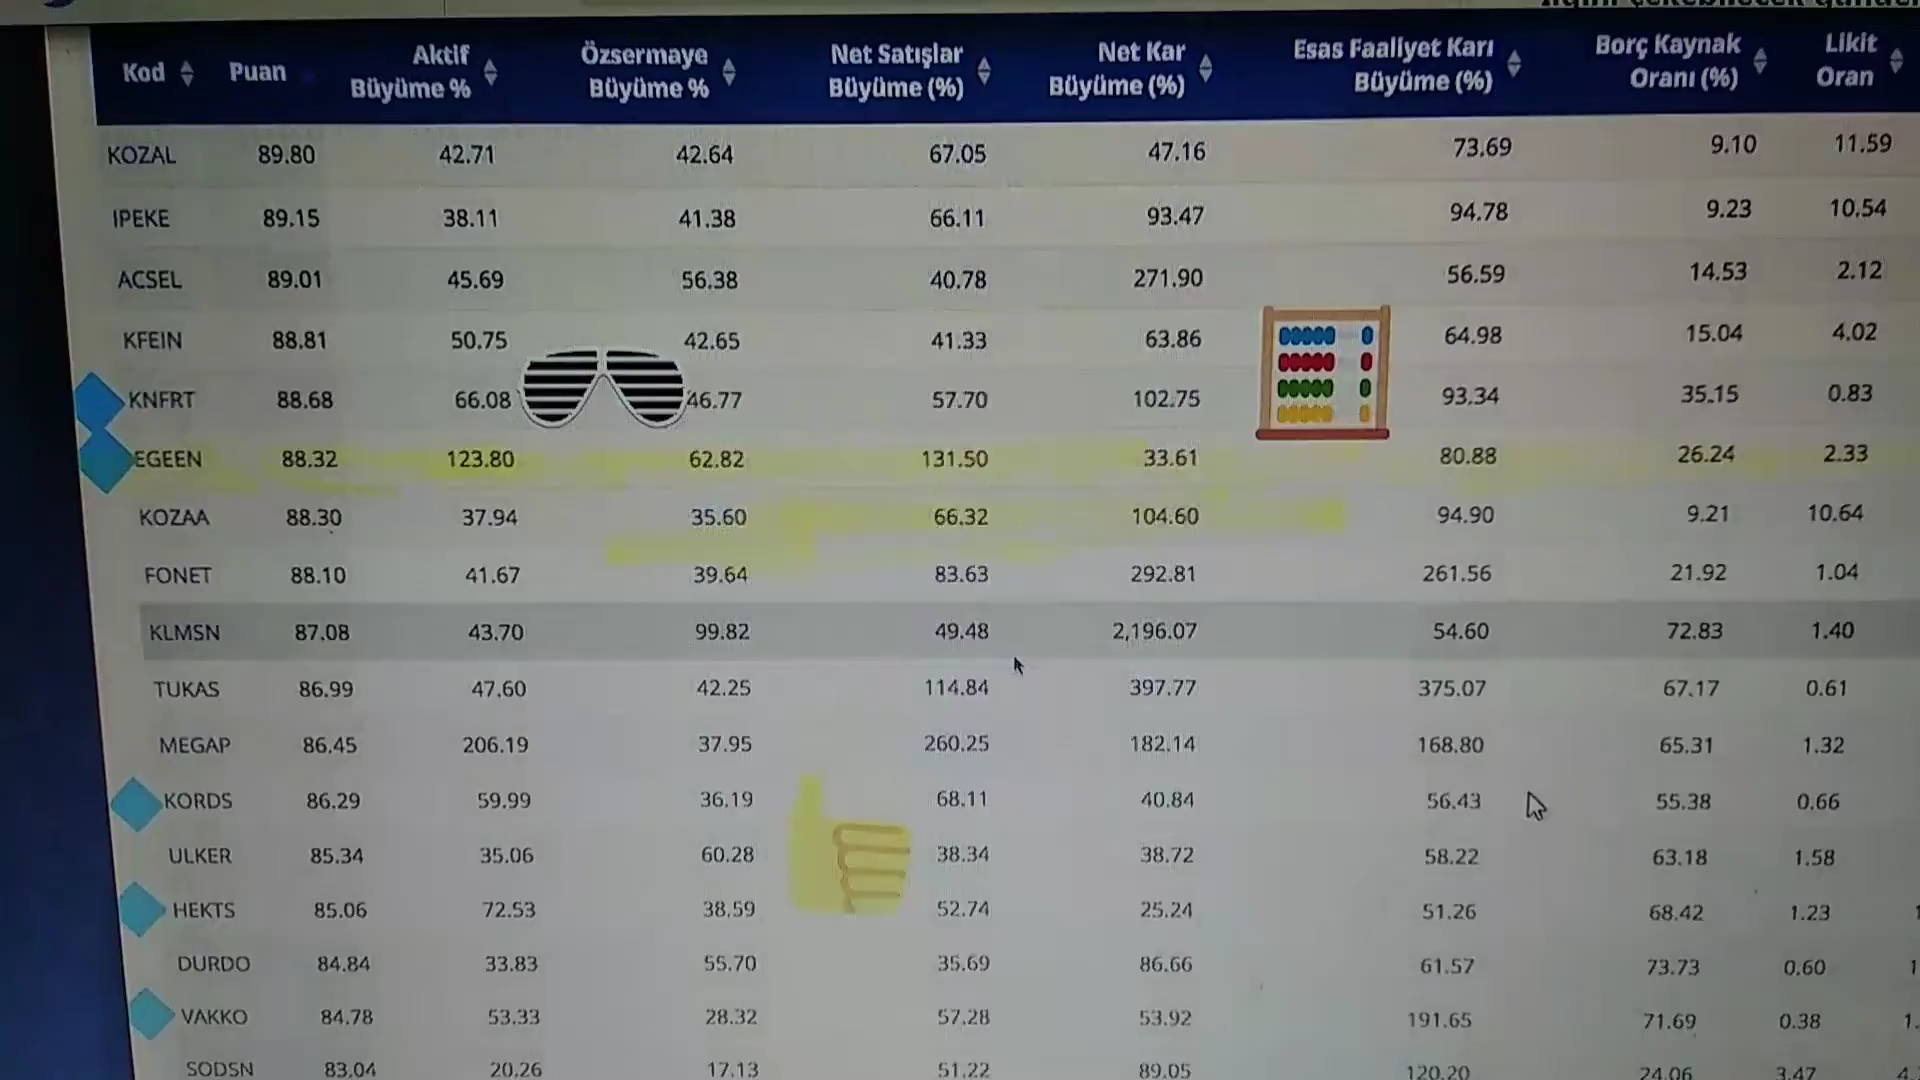 Kod Puan Aktif Büyüme % Özsermaye Büyüme % Net Satışlar Büyüme (%) Net Kar Büyüme (%) Esas Faaliyet Karı Büyüme (%) Borç Kaynak Oranı (%) Likit Oran
KOZAL 89.80 42.71 42.64 67.05 47.16 73.69 9.10 11.59
IPEKE 89.15 38.11 41.38 66.11 93.47 94.78 9.23 10.54
ACSEL 89.01 45.69 56.38 40.78 271.90 56.59 14.53 2.12
KFEIN 88.81 50.75 42.65 41.33 63.86 64.98 15.04 4.02
KNFRT 88.68 66.08 46.77 57.70 102.75 93.34 35.15 0.83
EGEEN 88.32 123.80 62.82 131.50 33.61 80.88 26.24 2.33
KOZAA 88.30 37.94 35.60 66.32 104.60 94.90 9.21 10.64
FONET 88.10 41.67 39.64 83.63 292.81 261.56 21.92 1.04
KLMSN 87.08 43.70 99.82 49.48 2,196.07 54.60 72.83 1.40
TUKAS 86.99 47.60 42.25 114.84 397.77 375.07 67.17 0.61
MEGAP 86.45 206.19 37.95 260.25 182.14 168.80 65.31 1.32
KORDS 86.29 59.99 36.19 68.11 40.84 56.43 55.38 0.66
ULKER 85.34 35.06 60.28 38.34 38.72 58.22 63.18 1.58
HEKTS 85.06 72.53 38.59 52.74 25.24 51.26 68.42 1.23
DURDO 84.84 33.83 55.70 35.69 86.66 61.57 73.73 0.60
VAKKO 84.78 53.33 28.32 57.28 53.92 191.65 71.69 0.38
SODSN 83.04 20.26 17.13 51.22 89.05 120.20 24.06 3.47